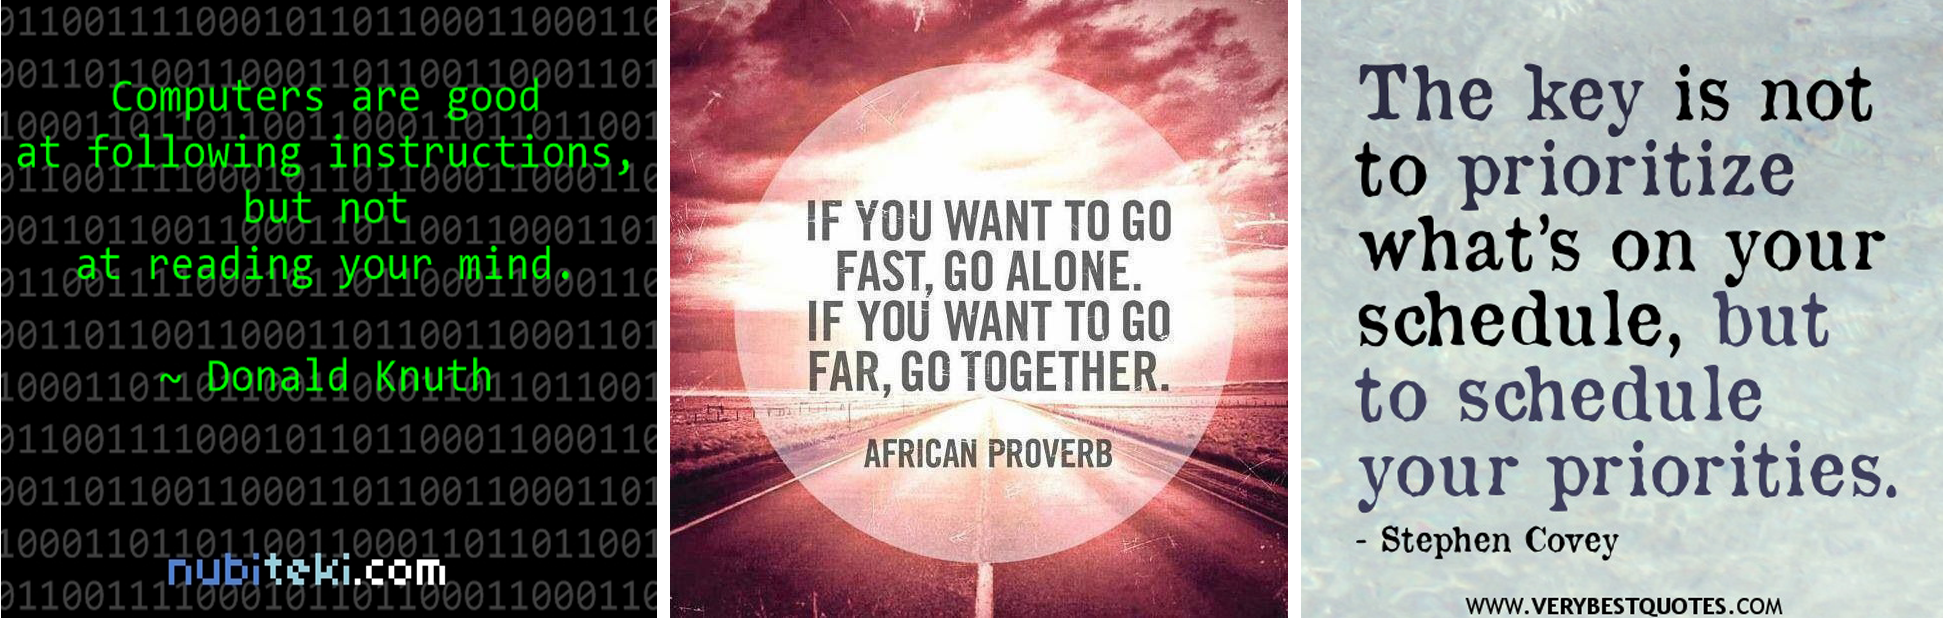 Computers are good
at following instructions,
but not
at reading your mind.
~ Donald Knuth
nubiteki.com
IF YOU WANT TO GO
FAST, GO ALONE.
IF YOU WANT TO GO
FAR, GO TOGETHER.
AFRICAN PROVERB
The key is not
to prioritize
what's on your
schedule, but
to schedule
your priorities.
- Stephen Covey
WWW.VERYBESTQUOTES.COM